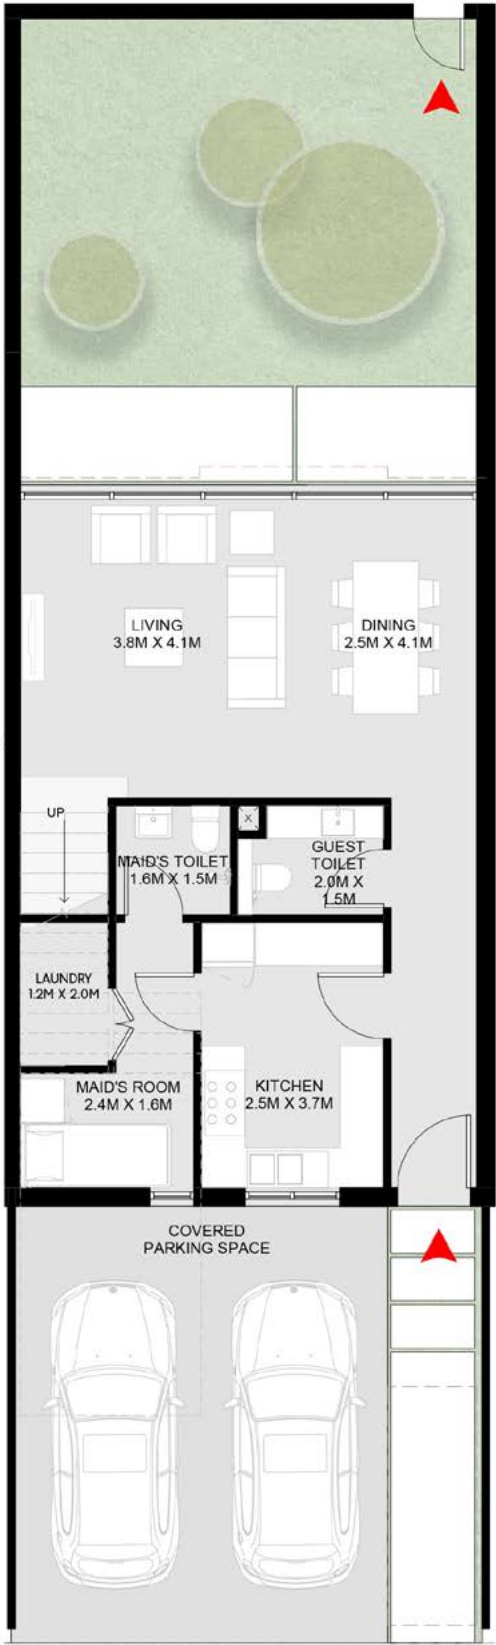 LIVING
3.8M X 4.1M
DINING
2.5M X 4.1M
UP
X
MAID'S TOILET
1.6M X 1.5M
GUEST
TOILET
2.0M X
1.5M
LAUNDRY
1.2M X 2.0M
MAID'S ROOM
2.4M X 1.6M
KITCHEN
2.5M X 3.7M
COVERED
PARKING SPACE